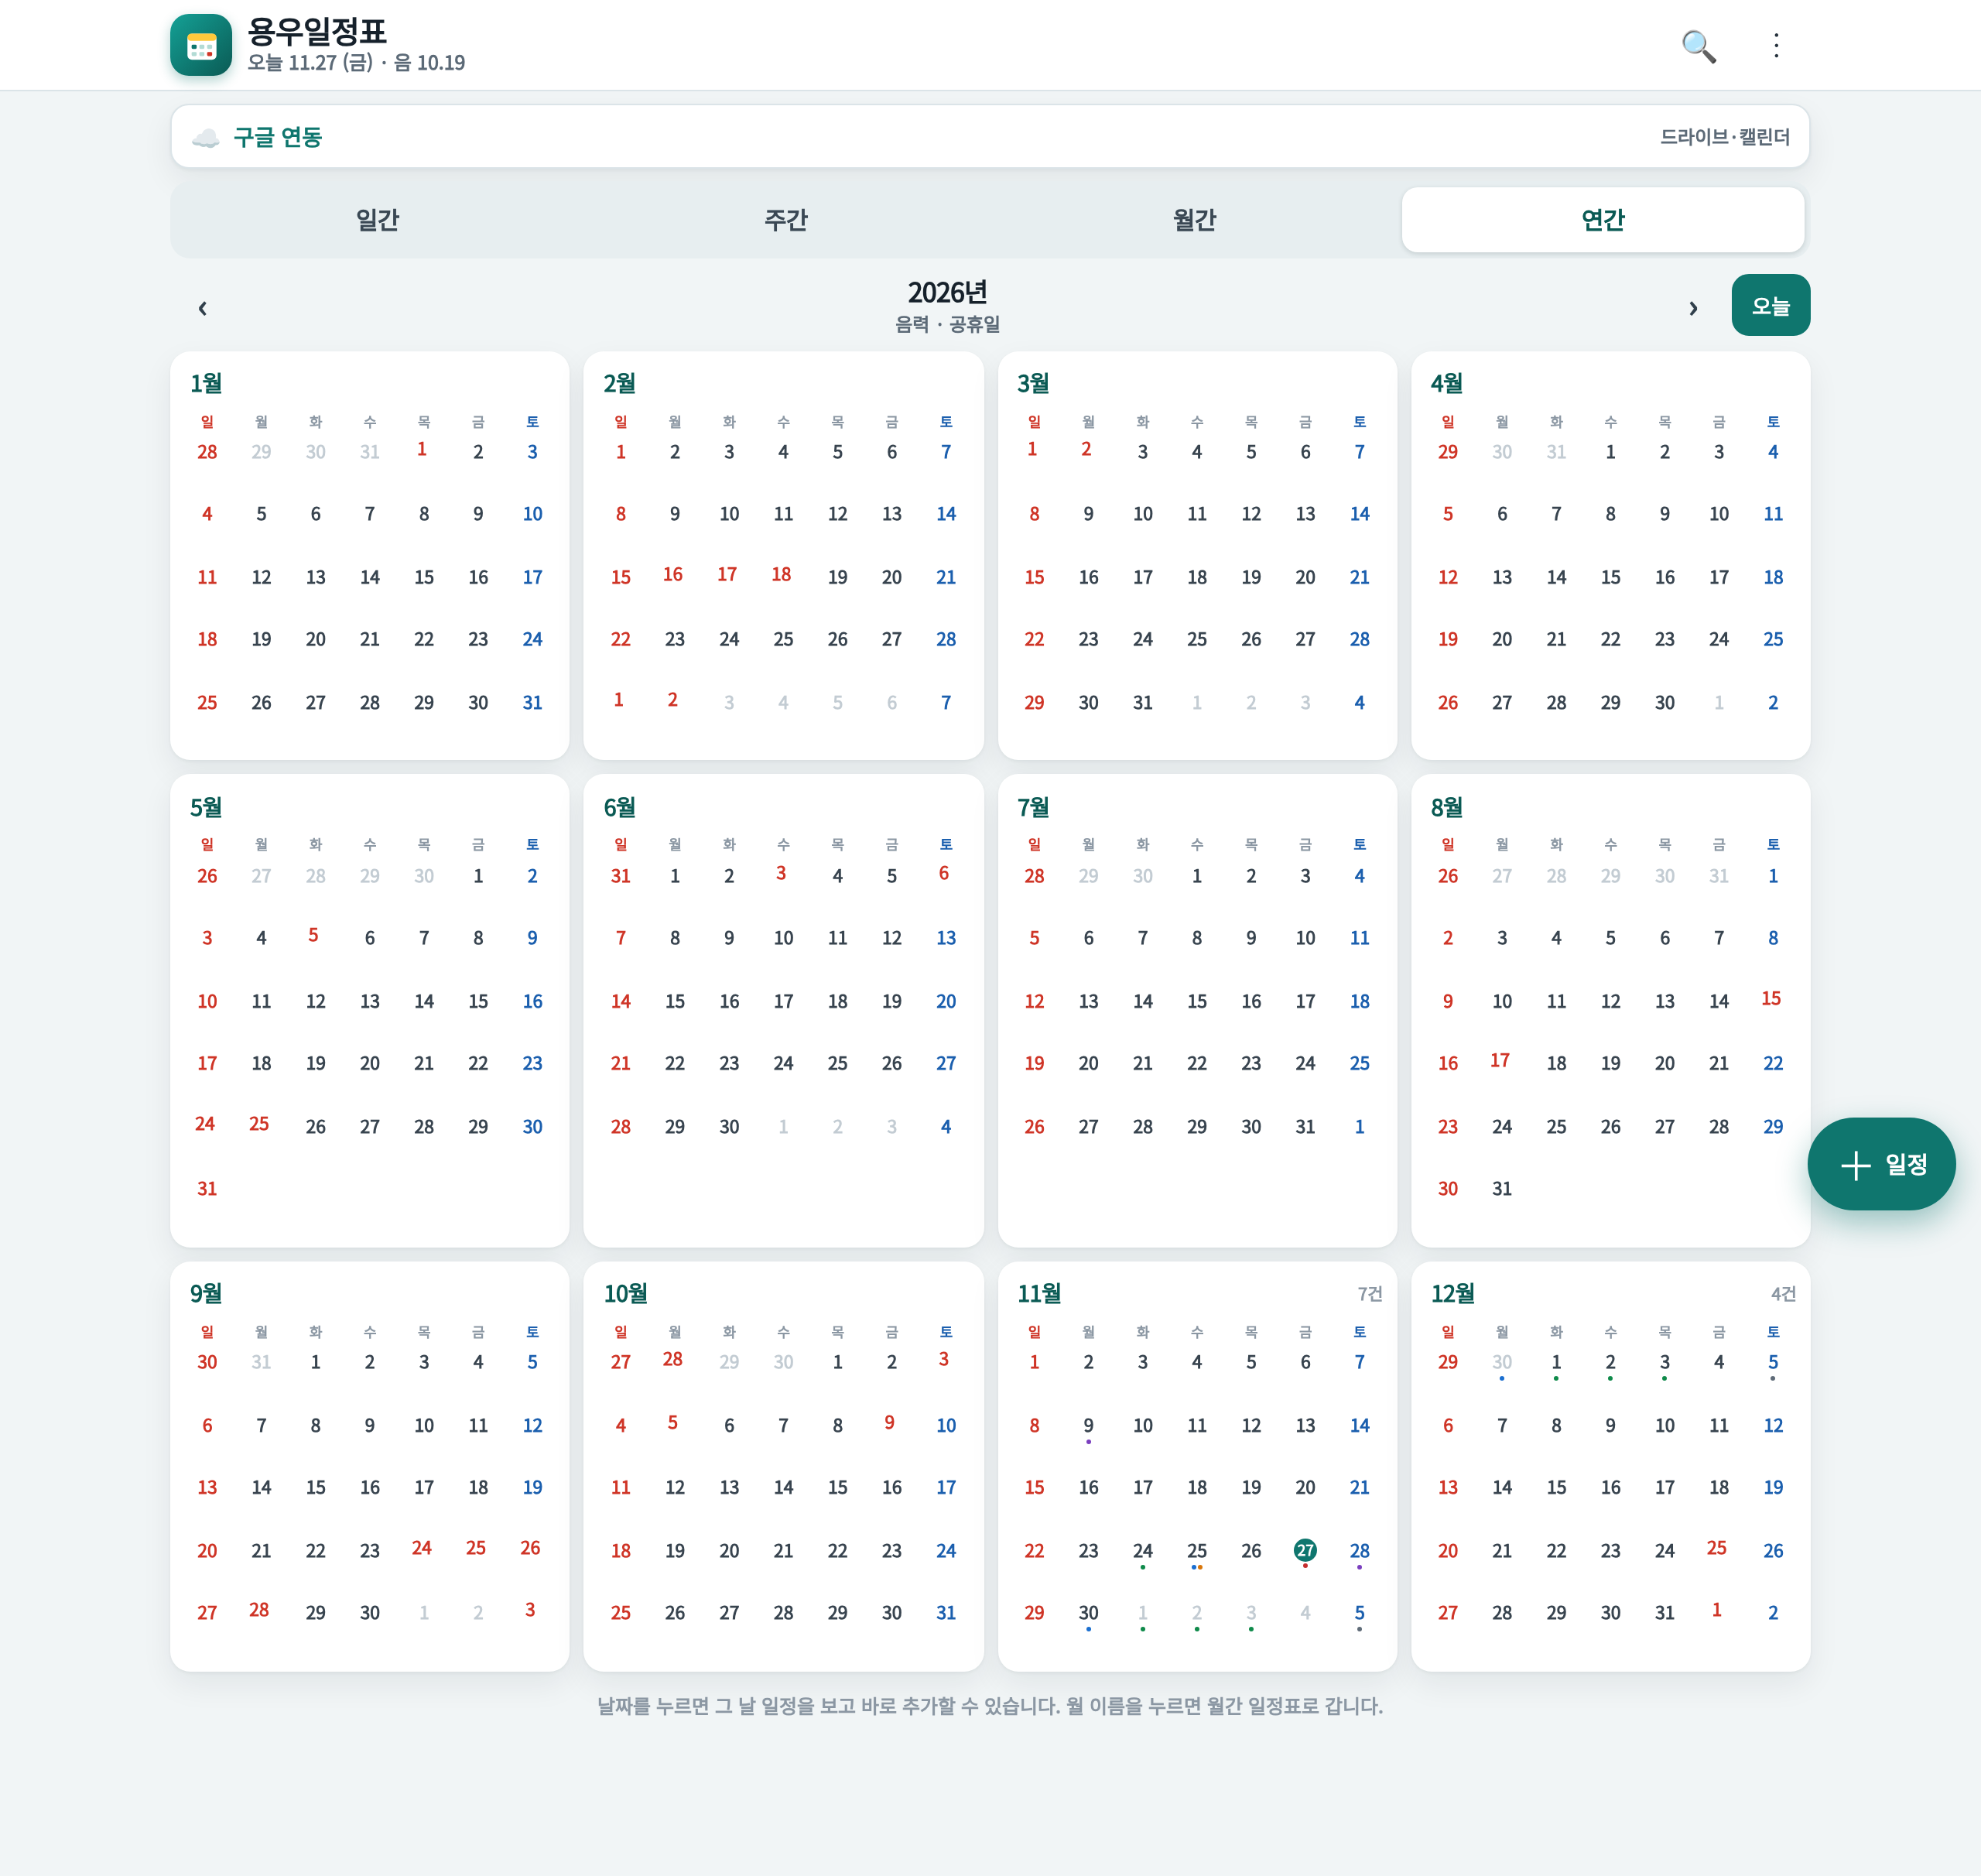 용우일정표
오늘 11.27 (금) · 음 10.19
구글 연동
드라이브·캘린더
일간 주간 월간 연간
2026년
음력 · 공휴일
오늘
1월
일 월 화 수 목 금 토
28 29 30 31 1 2 3
4 5 6 7 8 9 10
11 12 13 14 15 16 17
18 19 20 21 22 23 24
25 26 27 28 29 30 31
2월
일 월 화 수 목 금 토
1 2 3 4 5 6 7
8 9 10 11 12 13 14
15 16 17 18 19 20 21
22 23 24 25 26 27 28
1 2 3 4 5 6 7
3월
일 월 화 수 목 금 토
1 2 3 4 5 6 7
8 9 10 11 12 13 14
15 16 17 18 19 20 21
22 23 24 25 26 27 28
29 30 31 1 2 3 4
4월
일 월 화 수 목 금 토
29 30 31 1 2 3 4
5 6 7 8 9 10 11
12 13 14 15 16 17 18
19 20 21 22 23 24 25
26 27 28 29 30 1 2
5월
일 월 화 수 목 금 토
26 27 28 29 30 1 2
3 4 5 6 7 8 9
10 11 12 13 14 15 16
17 18 19 20 21 22 23
24 25 26 27 28 29 30
31
6월
일 월 화 수 목 금 토
31 1 2 3 4 5 6
7 8 9 10 11 12 13
14 15 16 17 18 19 20
21 22 23 24 25 26 27
28 29 30 1 2 3 4
7월
일 월 화 수 목 금 토
28 29 30 1 2 3 4
5 6 7 8 9 10 11
12 13 14 15 16 17 18
19 20 21 22 23 24 25
26 27 28 29 30 31 1
8월
일 월 화 수 목 금 토
26 27 28 29 30 31 1
2 3 4 5 6 7 8
9 10 11 12 13 14 15
16 17 18 19 20 21 22
23 24 25 26 27 28 29
30 31
+ 일정
9월
일 월 화 수 목 금 토
30 31 1 2 3 4 5
6 7 8 9 10 11 12
13 14 15 16 17 18 19
20 21 22 23 24 25 26
27 28 29 30 1 2 3
10월
일 월 화 수 목 금 토
27 28 29 30 1 2 3
4 5 6 7 8 9 10
11 12 13 14 15 16 17
18 19 20 21 22 23 24
25 26 27 28 29 30 31
11월 7건
일 월 화 수 목 금 토
1 2 3 4 5 6 7
8 9 10 11 12 13 14
15 16 17 18 19 20 21
22 23 24 25 26 27 28
29 30 1 2 3 4 5
12월 4건
일 월 화 수 목 금 토
29 30 1 2 3 4 5
6 7 8 9 10 11 12
13 14 15 16 17 18 19
20 21 22 23 24 25 26
27 28 29 30 31 1 2
날짜를 누르면 그 날 일정을 보고 바로 추가할 수 있습니다. 월 이름을 누르면 월간 일정표로 갑니다.